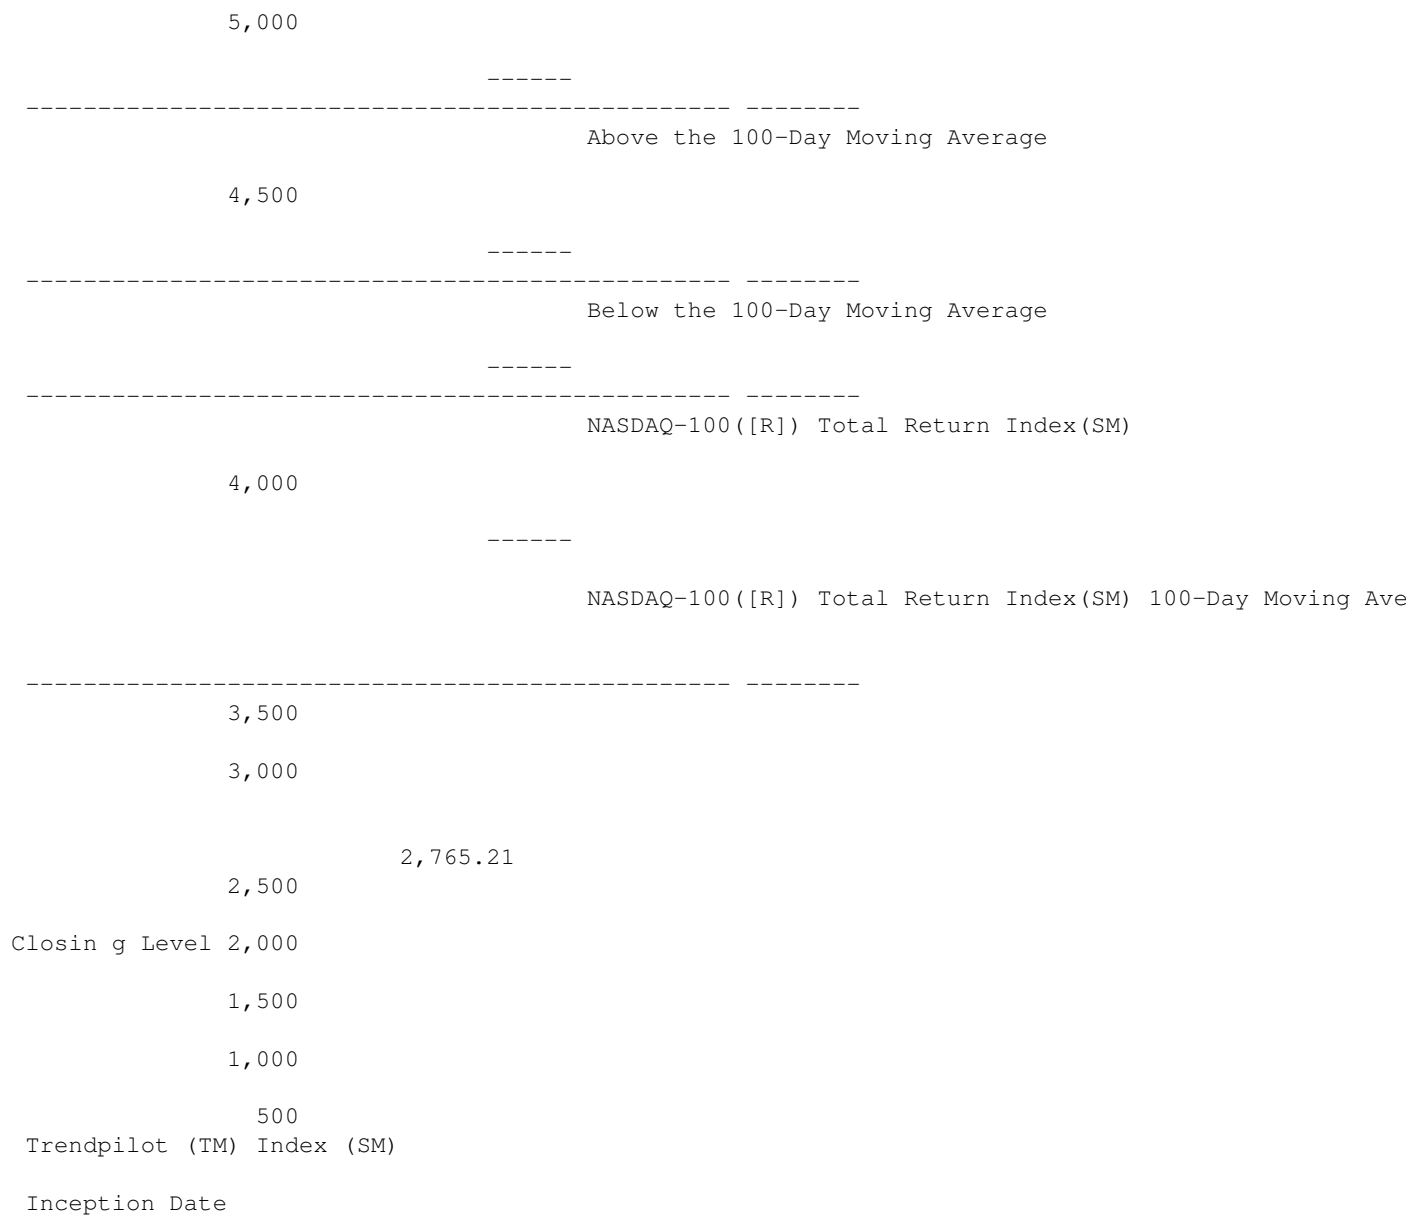 5,000
------
------------------------------------------------- --------
Above the 100-Day Moving Average
4,500
------
------------------------------------------------- --------
Below the 100-Day Moving Average
------
------------------------------------------------- --------
NASDAQ-100([R]) Total Return Index(SM)
4,000
------
NASDAQ-100([R]) Total Return Index(SM) 100-Day Moving Ave
------------------------------------------------- --------
3,500
3,000
2,765.21
2,500
Closin g Level 2,000
1,500
1,000
500
Trendpilot (TM) Index (SM)
Inception Date